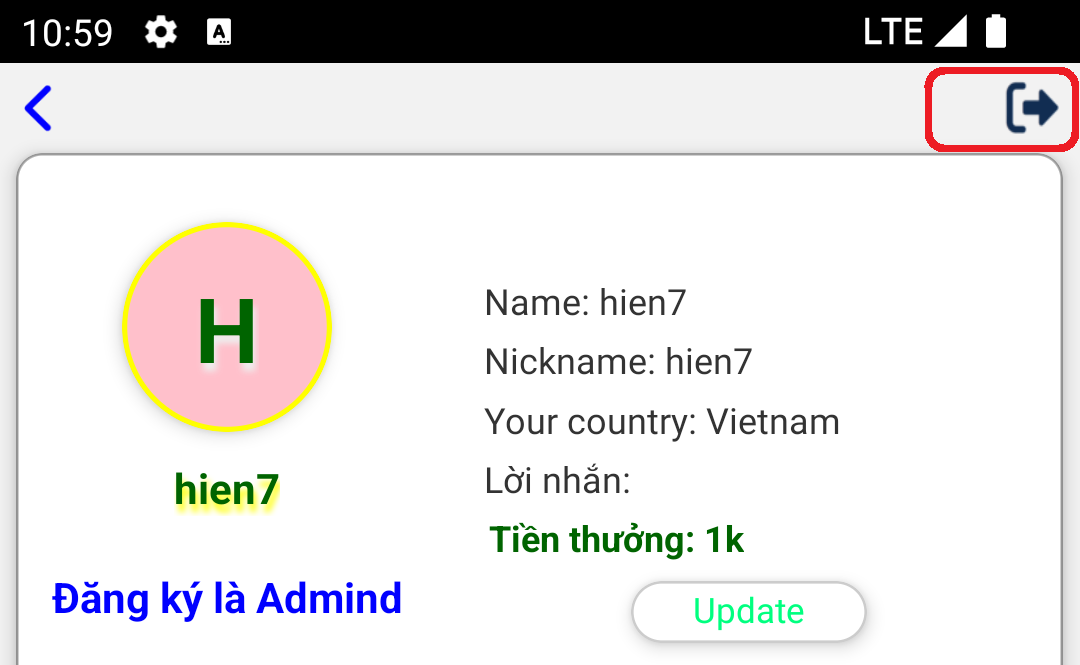 10:59 A LTE
H
hien7
Đăng ký là Admind
Name: hien7
Nickname: hien7
Your country: Vietnam
Lời nhắn:
Tiền thưởng: 1k
Update